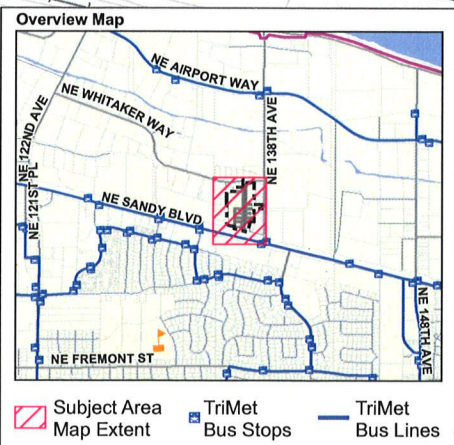 Overview Map
NE AIRPORT WAY
NE WHITAKER WAY
NE 122ND AVE
NE 138TH AVE
NE 121ST PL
NE SANDY BLVD
NE 148TH AVE
NE FREMONT ST
Subject Area
Map Extent
TriMet
Bus Stops
TriMet
Bus Lines